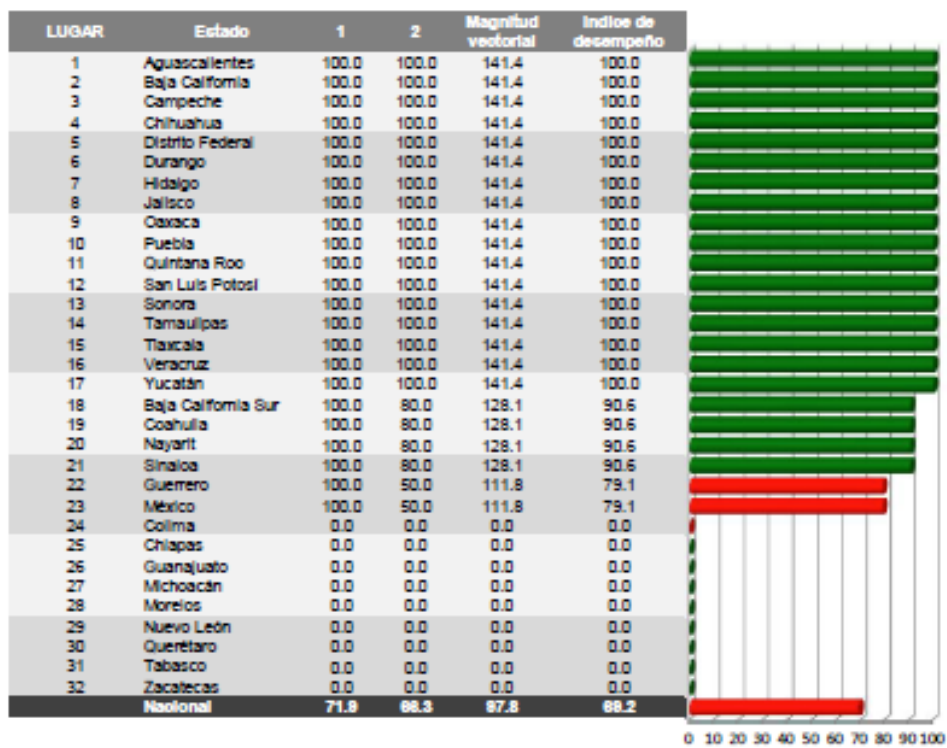 LUGAR Estado 1 2 Magnitud vectorial Indice de desempeño
1 Aguascalientes 100.0 100.0 141.4 100.0
2 Baja California 100.0 100.0 141.4 100.0
3 Campeche 100.0 100.0 141.4 100.0
4 Chihuahua 100.0 100.0 141.4 100.0
5 Distrito Federal 100.0 100.0 141.4 100.0
6 Durango 100.0 100.0 141.4 100.0
7 Hidalgo 100.0 100.0 141.4 100.0
8 Jalisco 100.0 100.0 141.4 100.0
9 Oaxaca 100.0 100.0 141.4 100.0
10 Puebla 100.0 100.0 141.4 100.0
11 Quintana Roo 100.0 100.0 141.4 100.0
12 San Luis Potosí 100.0 100.0 141.4 100.0
13 Sonora 100.0 100.0 141.4 100.0
14 Tamaulipas 100.0 100.0 141.4 100.0
15 Tlaxcala 100.0 100.0 141.4 100.0
16 Veracruz 100.0 100.0 141.4 100.0
17 Yucatán 100.0 100.0 141.4 100.0
18 Baja California Sur 100.0 80.0 128.1 90.6
19 Coahuila 100.0 80.0 128.1 90.6
20 Nayarit 100.0 80.0 128.1 90.6
21 Sinaloa 100.0 80.0 128.1 90.6
22 Guerrero 100.0 50.0 111.8 79.1
23 México 100.0 50.0 111.8 79.1
24 Colima 0.0 0.0 0.0 0.0
25 Chiapas 0.0 0.0 0.0 0.0
26 Guanajuato 0.0 0.0 0.0 0.0
27 Michoacán 0.0 0.0 0.0 0.0
28 Morelos 0.0 0.0 0.0 0.0
29 Nuevo León 0.0 0.0 0.0 0.0
30 Querétaro 0.0 0.0 0.0 0.0
31 Tabasco 0.0 0.0 0.0 0.0
32 Zacatecas 0.0 0.0 0.0 0.0
Nacional 71.9 66.3 97.8 69.2
0 10 20 30 40 50 60 70 80 90 100